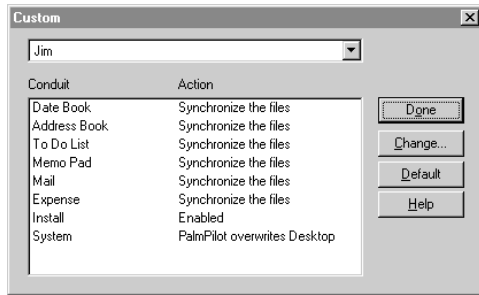 Custom
Jim
Conduit Action
Date Book Synchronize the files
Address Book Synchronize the files
To Do List Synchronize the files
Memo Pad Synchronize the files
Mail Synchronize the files
Expense Synchronize the files
Install Enabled
System PalmPilot overwrites Desktop
Done
Change...
Default
Help